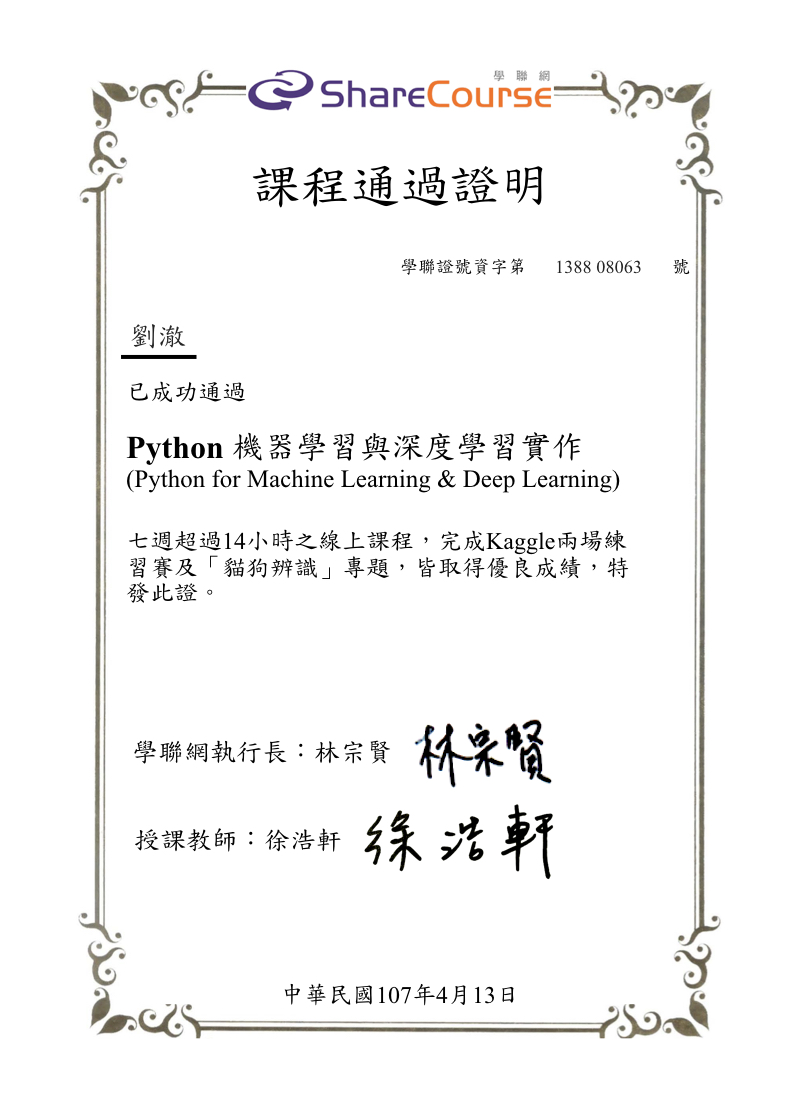 學聯網
ShareCourse
課程通過證明
學聯證號資字第 1388 08063 號
劉澈
已成功通過
Python 機器學習與深度學習實作
(Python for Machine Learning & Deep Learning)
七週超過14小時之線上課程，完成Kaggle兩場練
習賽及「貓狗辨識」專題，皆取得優良成績，特
發此證。
學聯網執行長：林宗賢 林宗賢
授課教師：徐浩軒 徐浩軒
中華民國107年4月13日